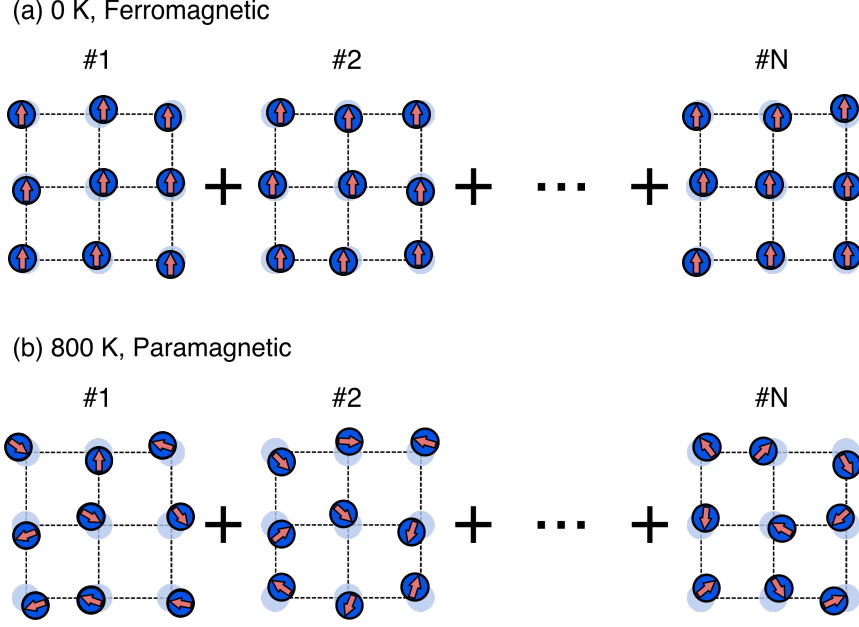 (a) 0 K, Ferromagnetic
#1 #2 #N
+ + ... +
(b) 800 K, Paramagnetic
#1 #2 #N
+ + ... +